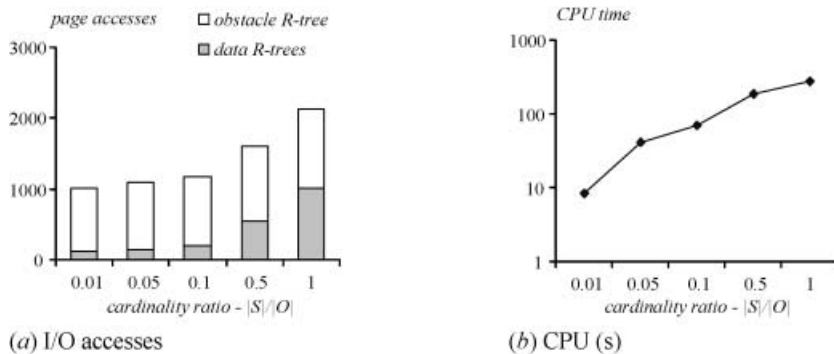 page accesses
obstacle R-tree
data R-trees
3000
2000
1000
0
0.01 0.05 0.1 0.5 1
cardinality ratio - |S|/|O|
(a) I/O accesses
CPU time
1000
100
10
1
0.01 0.05 0.1 0.5 1
cardinality ratio - |S|/|O|
(b) CPU (s)